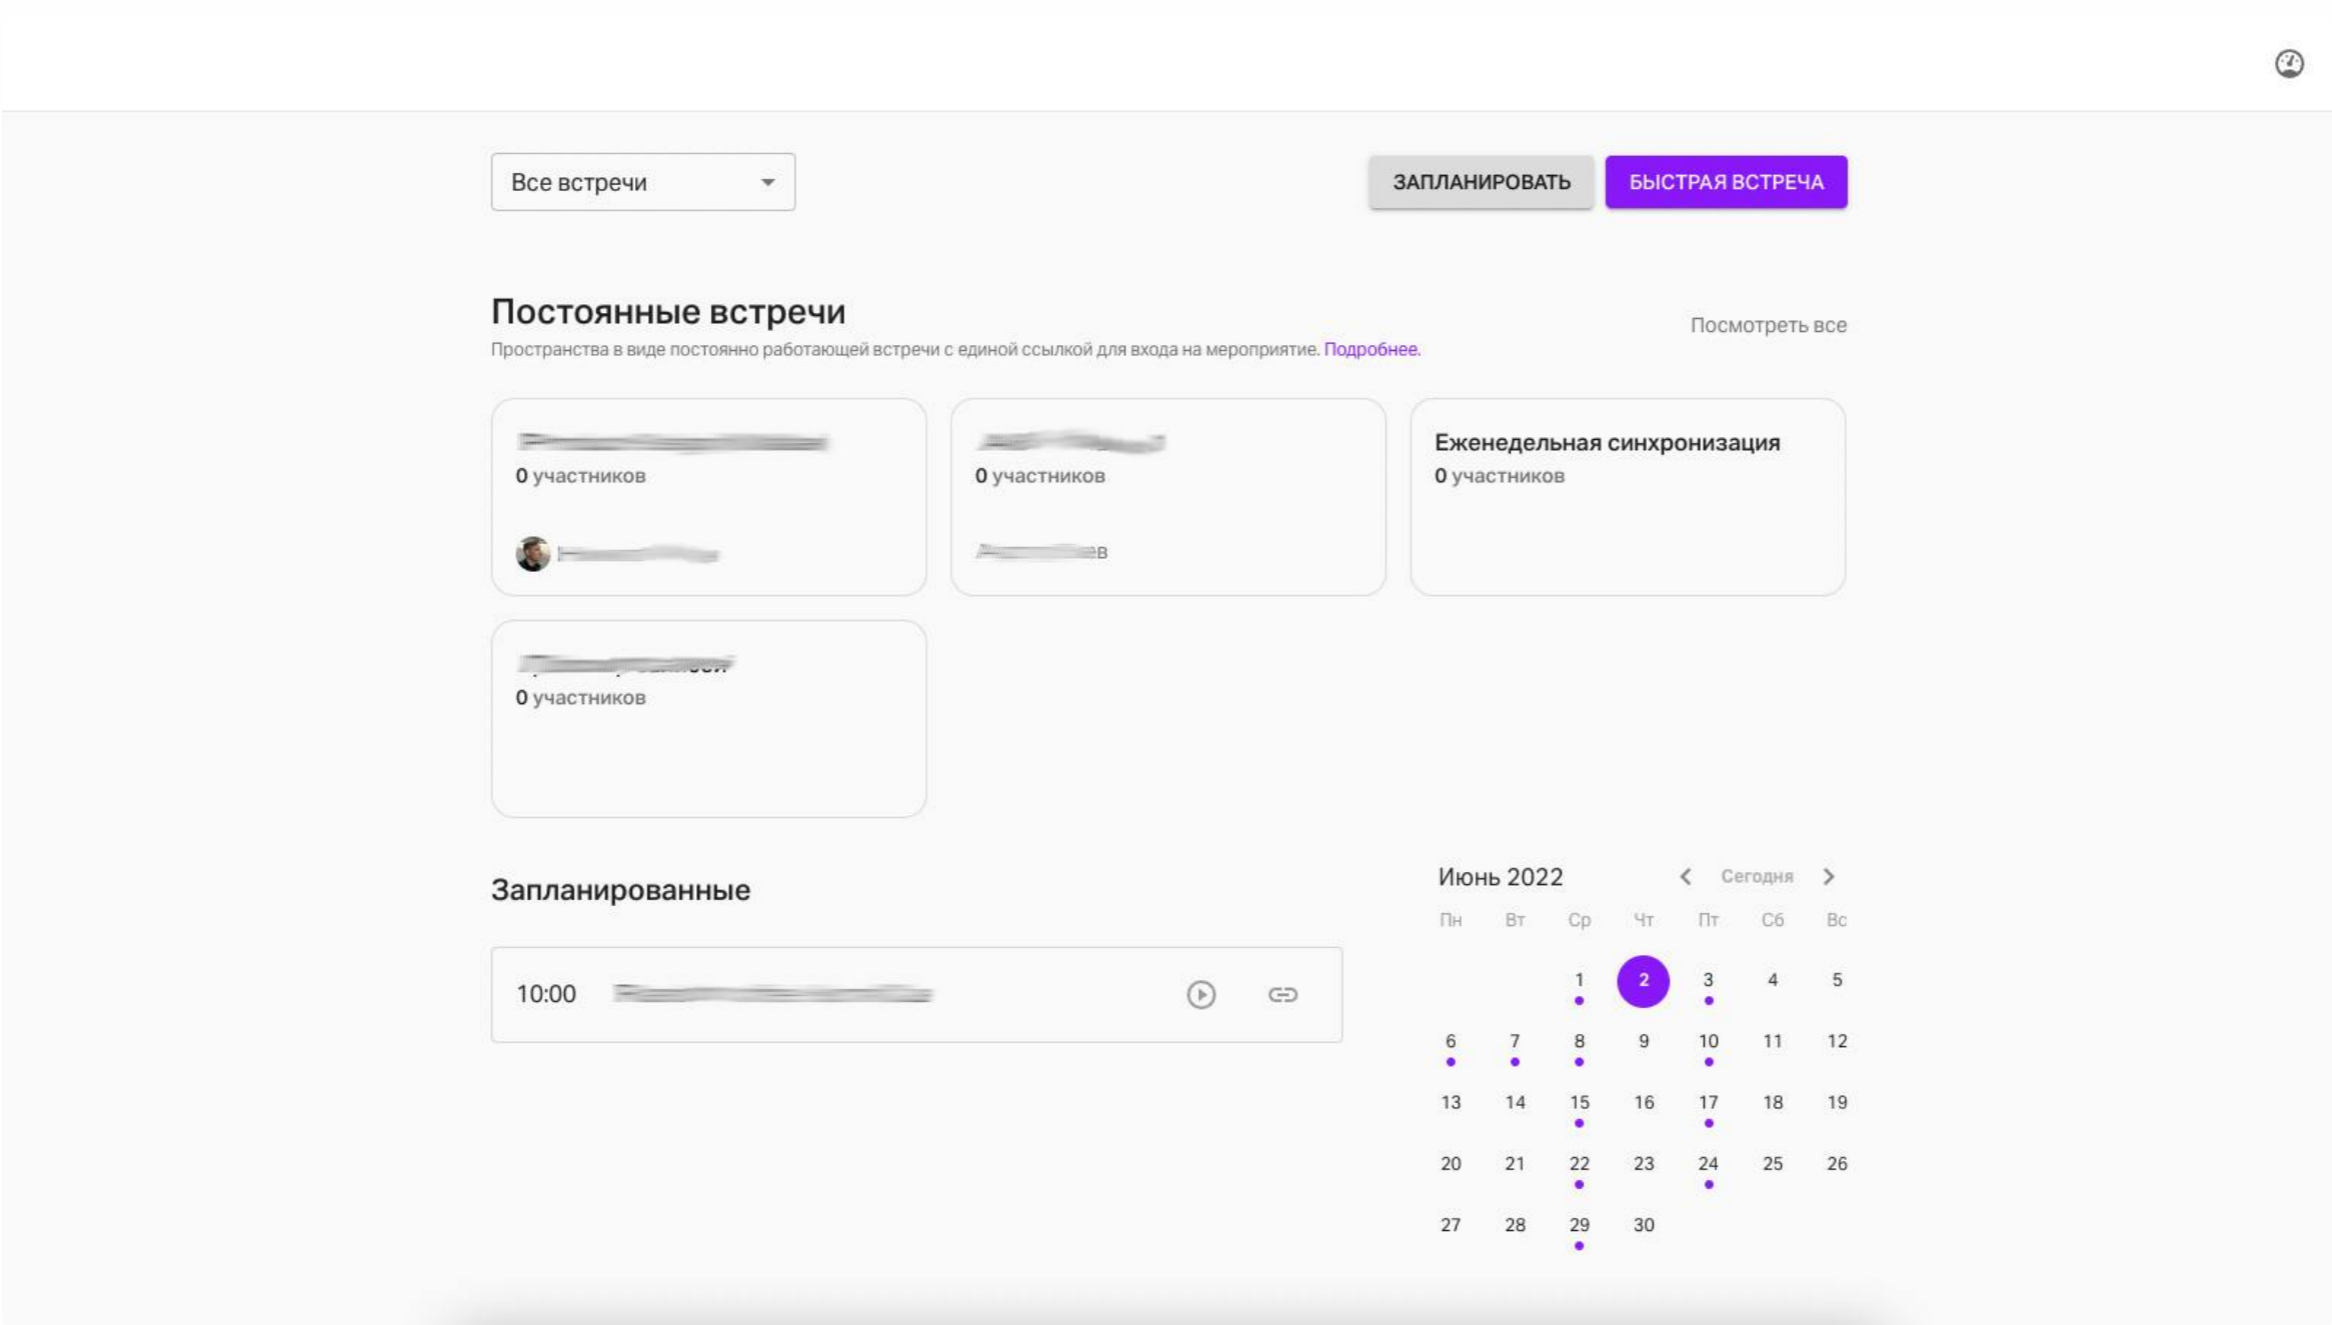 Все встречи
ЗАПЛАНИРОВАТЬ
БЫСТРАЯ ВСТРЕЧА
Постоянные встречи
Посмотреть все
Пространства в виде постоянно работающей встречи с единой ссылкой для входа на мероприятие. Подробнее.
0 участников
0 участников
Еженедельная синхронизация
0 участников
0 участников
Запланированные
10:00
Июнь 2022
Сегодня
Пн Вт Ср Чт Пт Сб Вс
1 2 3 4 5
6 7 8 9 10 11 12
13 14 15 16 17 18 19
20 21 22 23 24 25 26
27 28 29 30